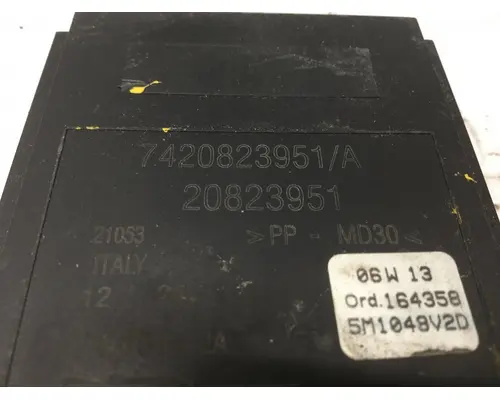 7420823951/A
20823951
21053
>PP - MD30<
ITALY
12
A
06W 13
Ord.164358
5M1048V2D